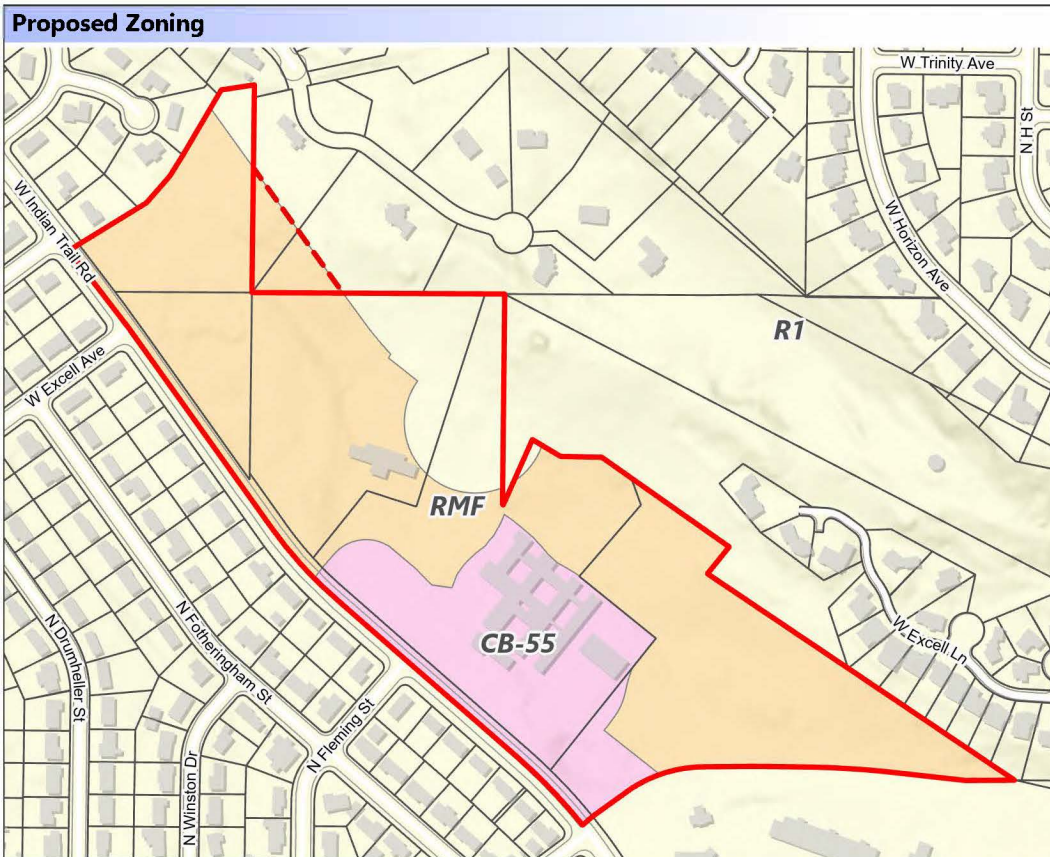 Proposed Zoning
W Trinity Ave
N H St
W Indian Trail Rd
W Horizon Ave
R1
W Excell Ave
RMF
N Drumheller St
N Fotheringham St
CB-55
W Excell Ln
N Fleming St
N Winston Dr